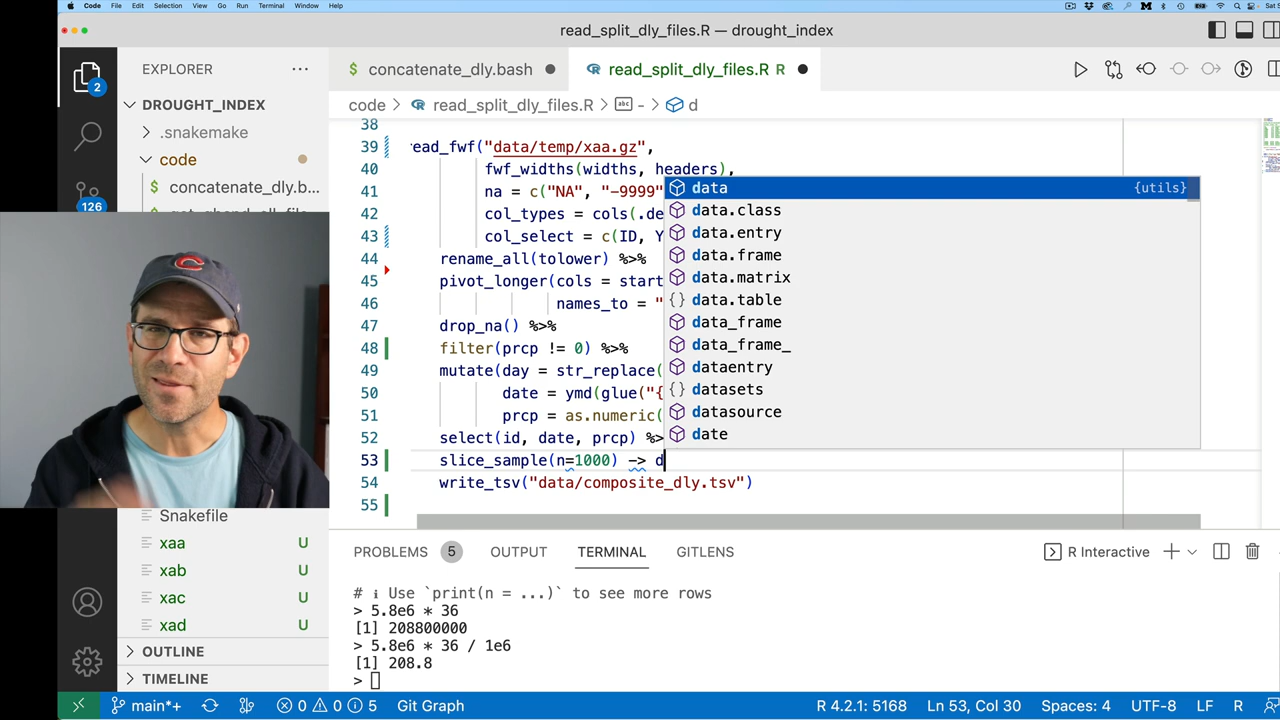 Code File Edit Selection View Go Run Terminal Window Help
read_split_dly_files.R — drought_index
EXPLORER
concatenate_dly.bash
read_split_dly_files.R R
DROUGHT_INDEX
code > read_split_dly_files.R > abc - > d
.snakemake
code
concatenate_dly.b...
2
126
38
39 read_fwf("data/temp/xaa.gz",
40 fwf_widths(widths, headers),
41 na = c("NA", "-9999"
42 col_types = cols(.de
43 col_select = c(ID, Y
44 rename_all(tolower) %>%
45 pivot_longer(cols = start
46 names_to = "
47 drop_na() %>%
48 filter(prcp != 0) %>%
49 mutate(day = str_replace(
50 date = ymd(glue("{
51 prcp = as.numeric(
52 select(id, date, prcp) %>
53 slice_sample(n=1000) -> d
54 write_tsv("data/composite_dly.tsv")
55
data {utils}
data.class
data.entry
data.frame
data.matrix
data.table
data_frame
data_frame_
dataentry
datasets
datasource
date
Snakefile
xaa U
xab U
xac U
xad U
OUTLINE
TIMELINE
PROBLEMS 5 OUTPUT TERMINAL GITLENS
R Interactive
# ℹ Use `print(n = ...)` to see more rows
> 5.8e6 * 36
[1] 208800000
> 5.8e6 * 36 / 1e6
[1] 208.8
>
main*+ 0 0 5 Git Graph
R 4.2.1: 5168 Ln 53, Col 30 Spaces: 4 UTF-8 LF R